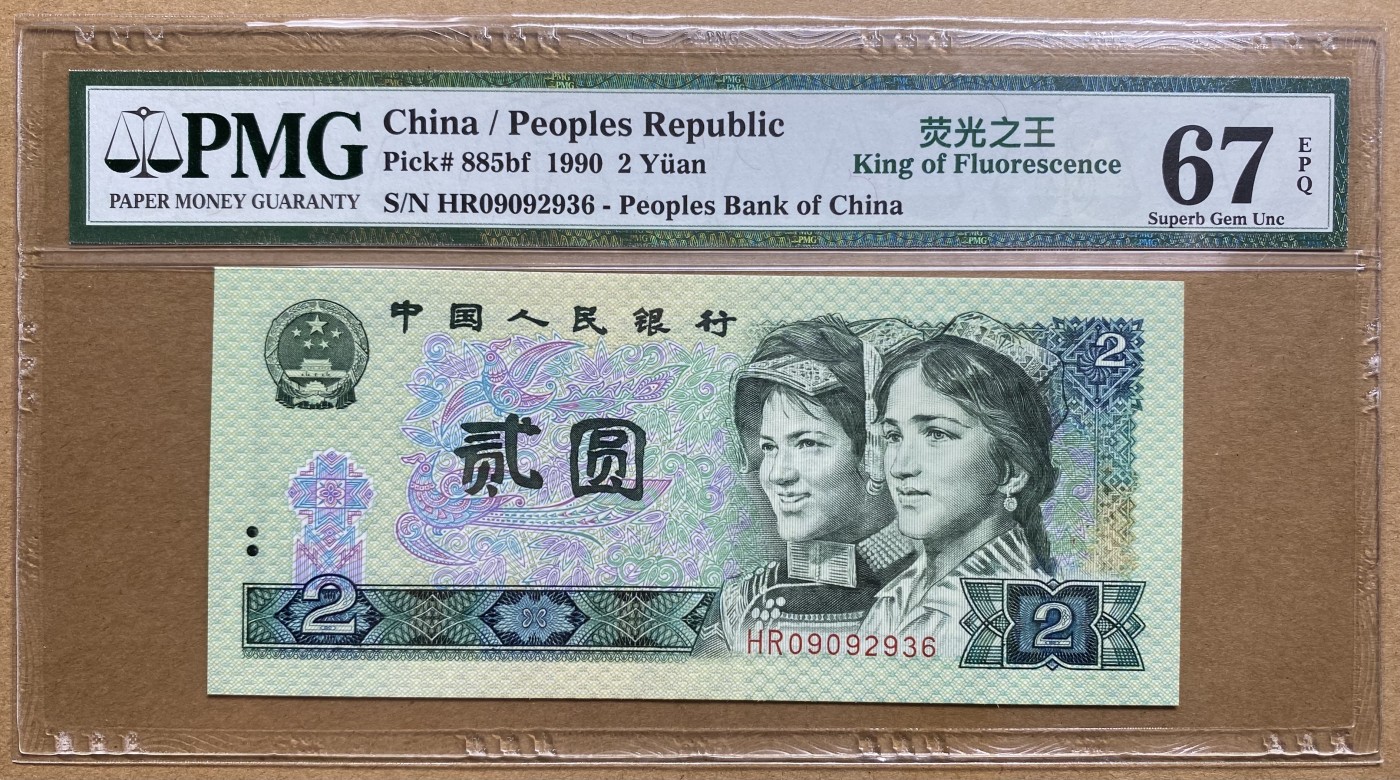 PMG
PAPER MONEY GUARANTY
China / Peoples Republic
Pick# 885bf 1990 2 Yüan
S/N HR09092936 - Peoples Bank of China
荧光之王
King of Fluorescence
67
EPQ
Superb Gem Unc
中国人民银行
2
贰圆
2
HR09092936
2